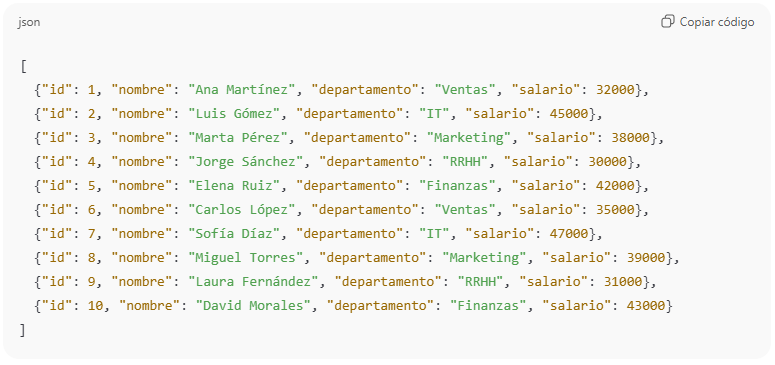 json
Copiar código
[
{"id": 1, "nombre": "Ana Martínez", "departamento": "Ventas", "salario": 32000},
{"id": 2, "nombre": "Luis Gómez", "departamento": "IT", "salario": 45000},
{"id": 3, "nombre": "Marta Pérez", "departamento": "Marketing", "salario": 38000},
{"id": 4, "nombre": "Jorge Sánchez", "departamento": "RRHH", "salario": 30000},
{"id": 5, "nombre": "Elena Ruiz", "departamento": "Finanzas", "salario": 42000},
{"id": 6, "nombre": "Carlos López", "departamento": "Ventas", "salario": 35000},
{"id": 7, "nombre": "Sofía Díaz", "departamento": "IT", "salario": 47000},
{"id": 8, "nombre": "Miguel Torres", "departamento": "Marketing", "salario": 39000},
{"id": 9, "nombre": "Laura Fernández", "departamento": "RRHH", "salario": 31000},
{"id": 10, "nombre": "David Morales", "departamento": "Finanzas", "salario": 43000}
]